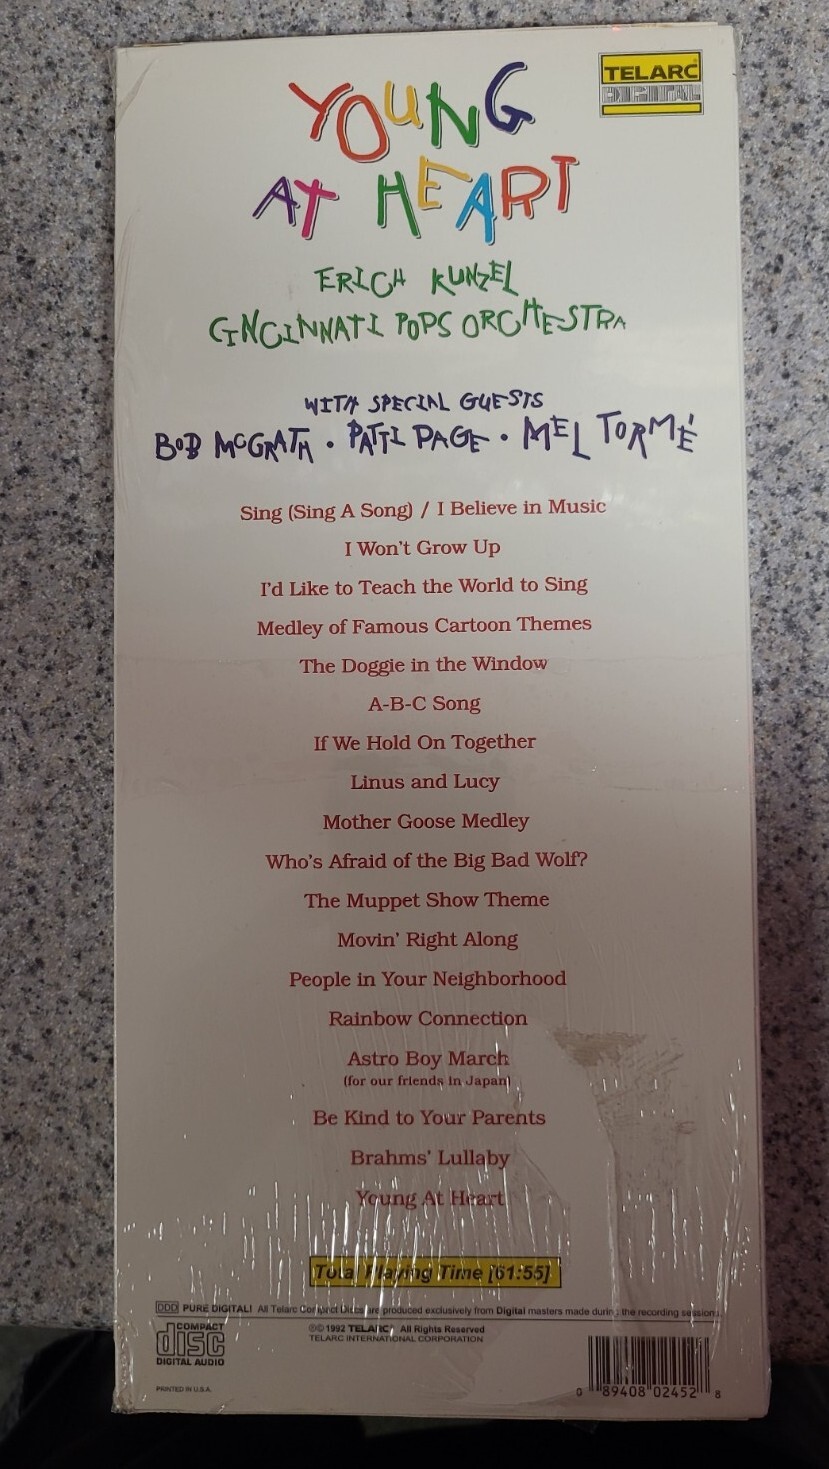 YOUNG
AT HEART
TELARC
DIGITAL
ERICH KUNZEL
CINCINNATI POPS ORCHESTRA
WITH SPECIAL GUESTS
BOB McGRATH • PATTI PAGE • MEL TORMÉ
Sing (Sing A Song) / I Believe in Music
I Won't Grow Up
I'd Like to Teach the World to Sing
Medley of Famous Cartoon Themes
The Doggie in the Window
A-B-C Song
If We Hold On Together
Linus and Lucy
Mother Goose Medley
Who's Afraid of the Big Bad Wolf?
The Muppet Show Theme
Movin' Right Along
People in Your Neighborhood
Rainbow Connection
Astro Boy March
(for our friends in Japan)
Be Kind to Your Parents
Brahms' Lullaby
Young At Heart
Total Playing Time [61:55]
DDD PURE DIGITAL! All Telarc Compact Discs are produced exclusively from Digital masters made during the recording sessions.
COMPACT
disc
DIGITAL AUDIO
℗© 1992 TELARC® All Rights Reserved
TELARC INTERNATIONAL CORPORATION
PRINTED IN U.S.A.
0 89408 02452 8